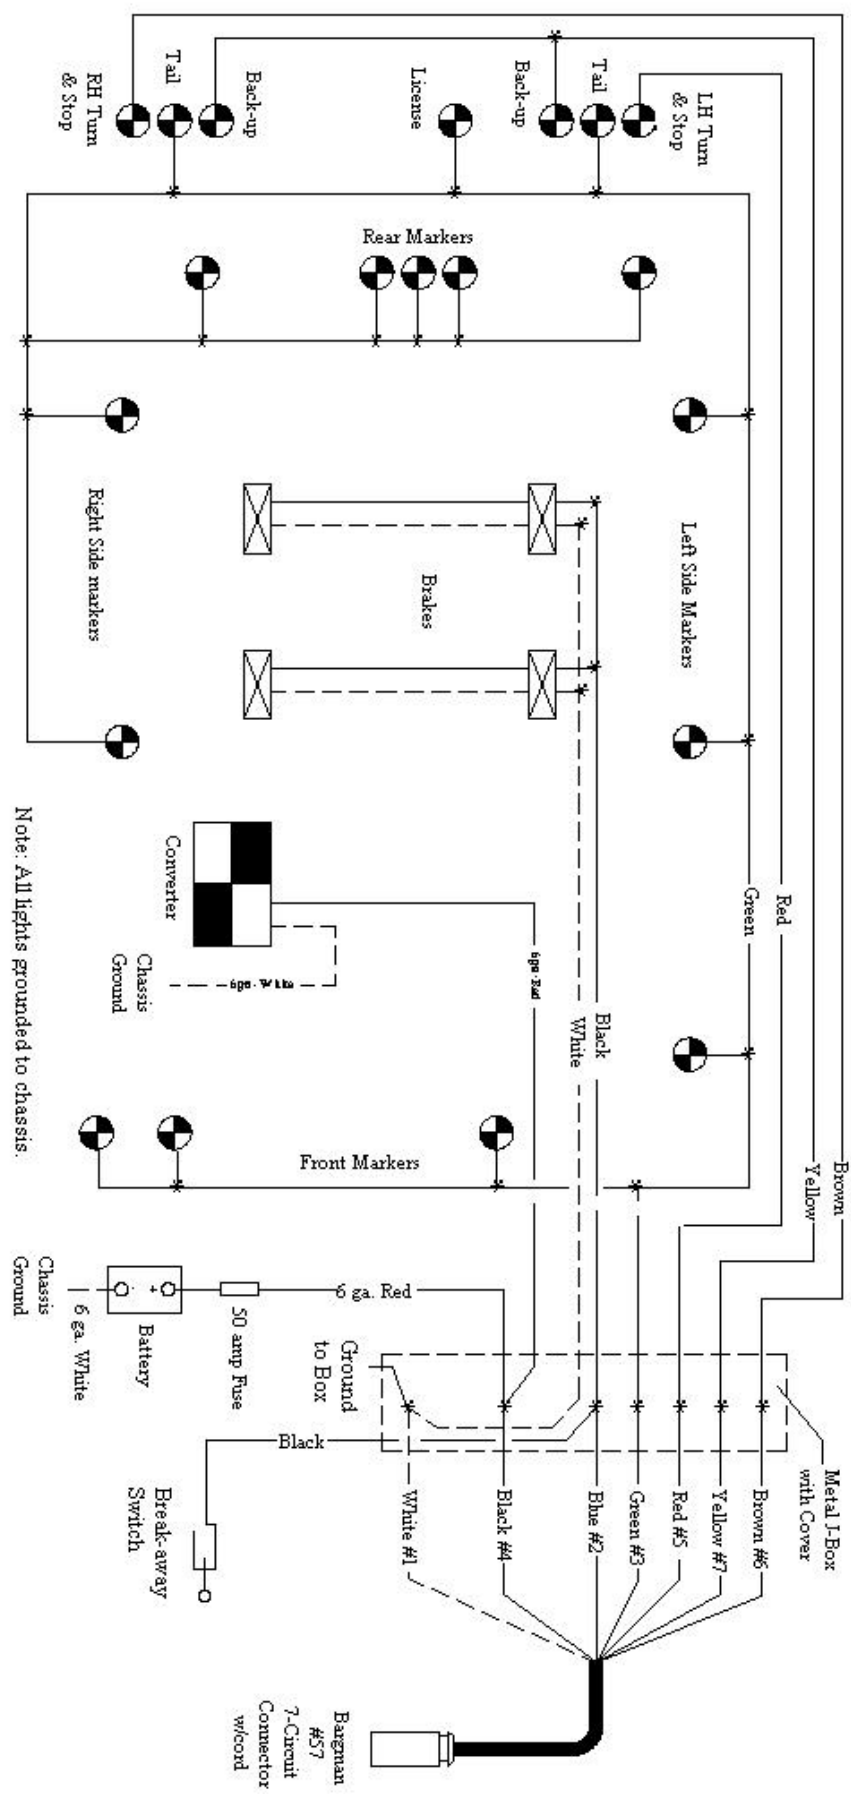 RH Turn
& Stop
Tail
Back-up
License
Back-up
Tail
LH Turn
& Stop
Rear Markers
Right Side markers
Brakes
Left Side Markers
Converter
Chassis
Ground
6ga. White
6ga. Red
Black
White
Green
Red
Yellow
Brown
Note: All lights grounded to chassis.
Front Markers
Chassis
Ground
6 ga. White
Battery
- +
50 amp Fuse
6 ga. Red
Ground
to Box
Black
Break-away
Switch
White #1
Black #4
Blue #2
Green #3
Red #5
Yellow #7
Brown #6
Metal J-Box
with Cover
Bargman
#57
7-Circuit
Connector
w/cord